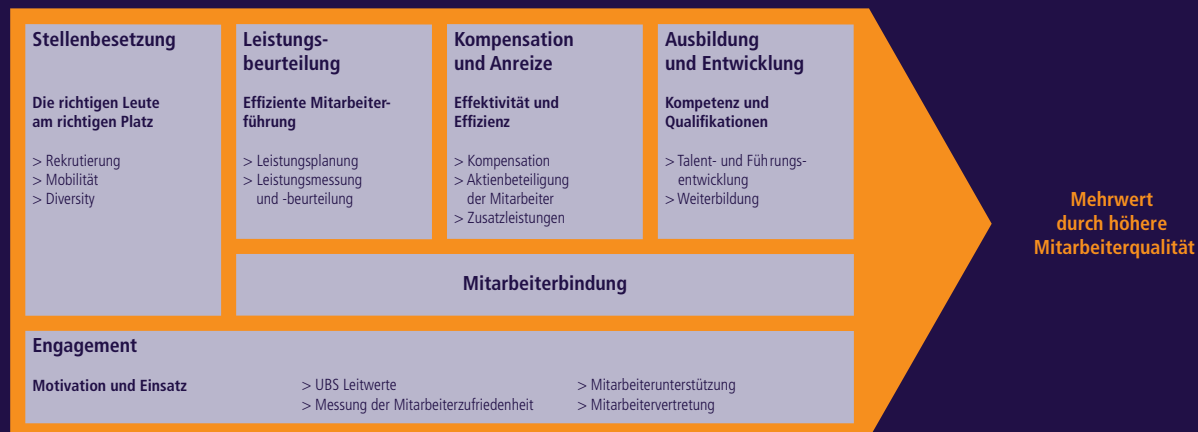 Stellenbesetzung
Die richtigen Leute
am richtigen Platz
> Rekrutierung
> Mobilität
> Diversity
Leistungs-
beurteilung
Effiziente Mitarbeiter-
führung
> Leistungsplanung
> Leistungsmessung
und -beurteilung
Kompensation
und Anreize
Effektivität und
Effizienz
> Kompensation
> Aktienbeteiligung
der Mitarbeiter
> Zusatzleistungen
Ausbildung
und Entwicklung
Kompetenz und
Qualifikationen
> Talent- und Führungs-
entwicklung
> Weiterbildung
Mitarbeiterbindung
Engagement
Motivation und Einsatz
> UBS Leitwerte
> Messung der Mitarbeiterzufriedenheit
> Mitarbeiterunterstützung
> Mitarbeitervertretung
Mehrwert
durch höhere
Mitarbeiterqualität